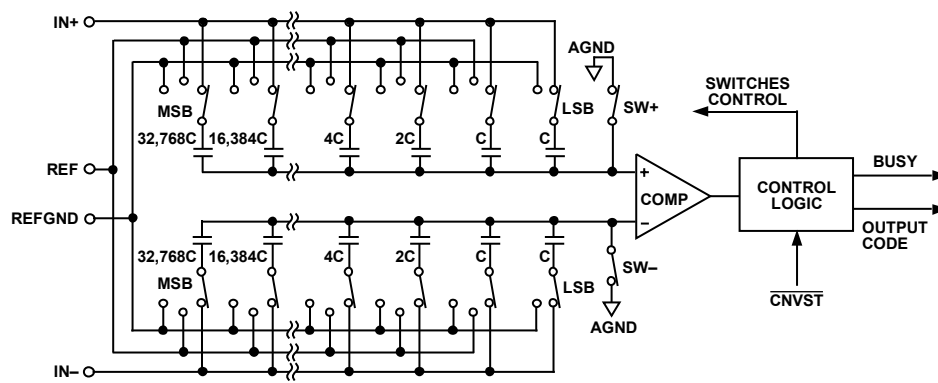 IN+
AGND
SWITCHES
CONTROL
MSB
LSB
SW+
32,768C 16,384C 4C 2C C C
BUSY
REF
+
COMP
−
CONTROL
LOGIC
REFGND
OUTPUT
CODE
32,768C 16,384C 4C 2C C C
SW−
MSB
LSB
CNVST
AGND
IN−